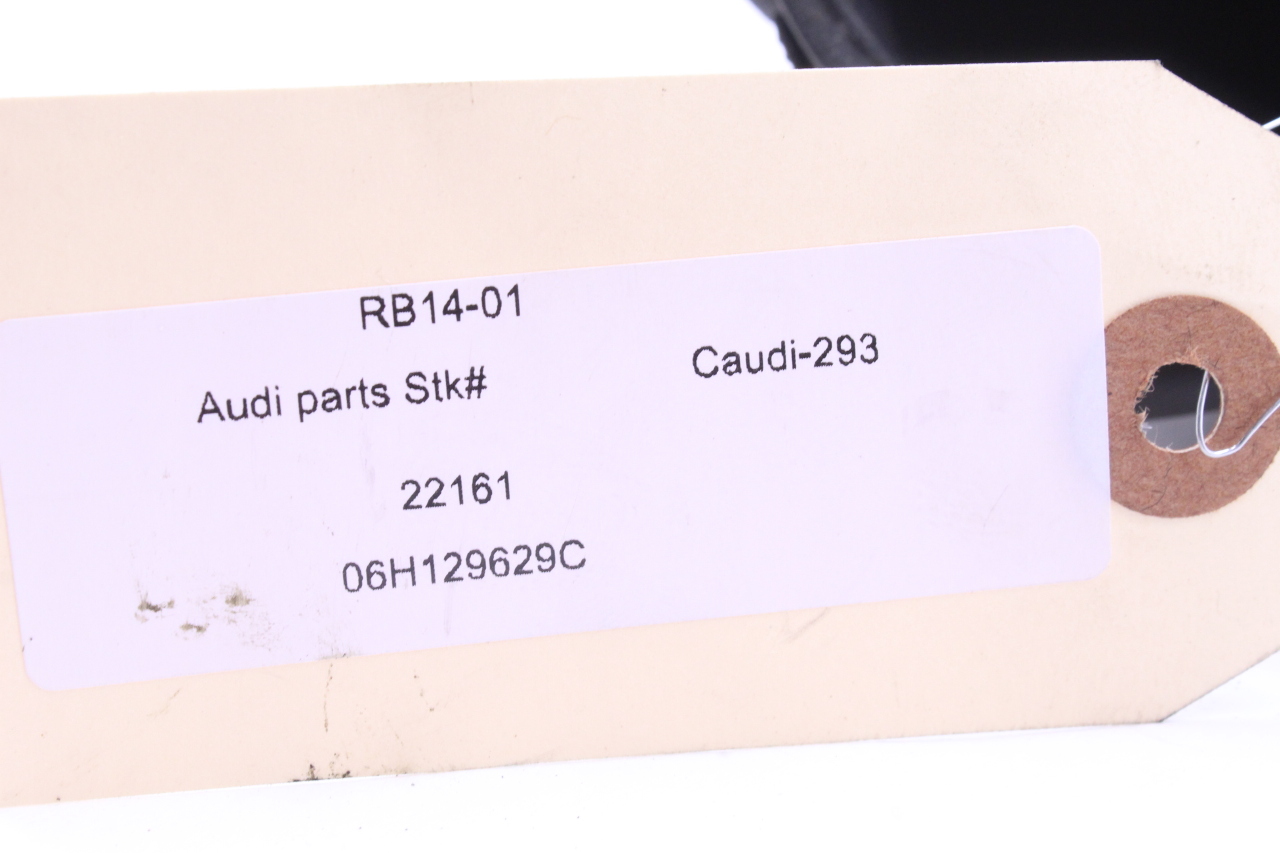 RB14-01
Audi parts Stk# Caudi-293
22161
06H129629C